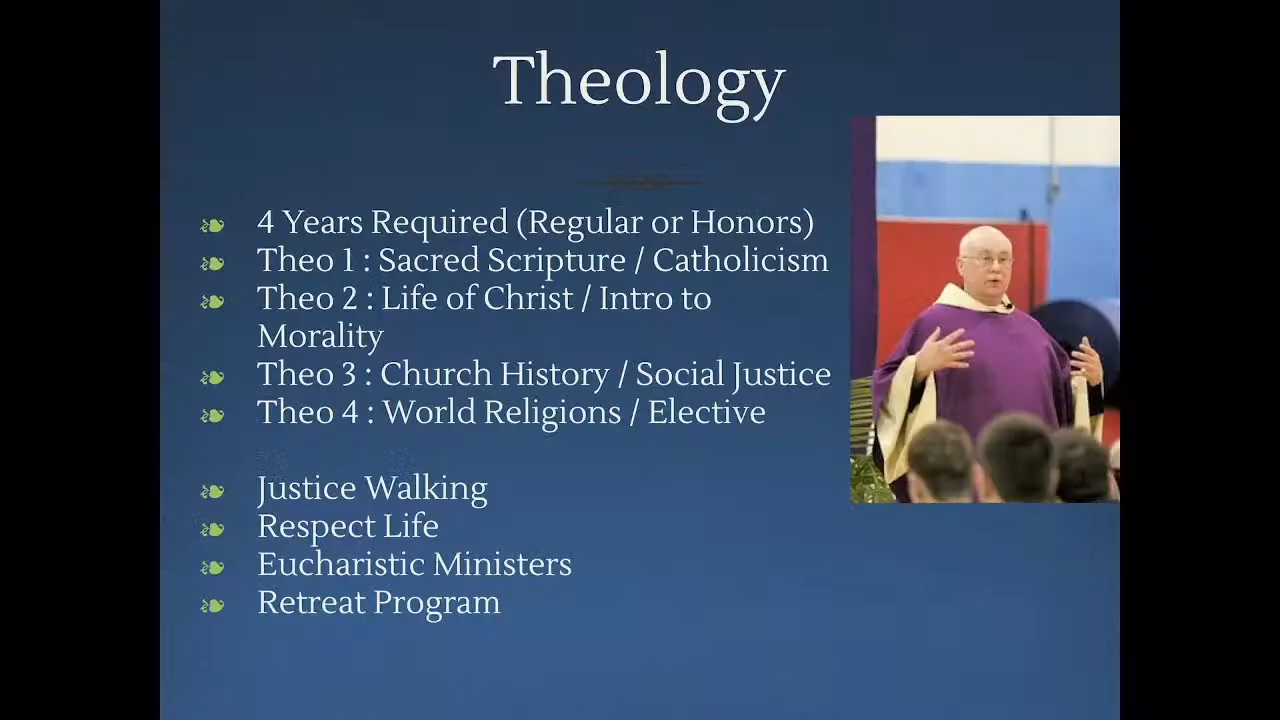 Theology
4 Years Required (Regular or Honors)
Theo 1 : Sacred Scripture / Catholicism
Theo 2 : Life of Christ / Intro to
Morality
Theo 3 : Church History / Social Justice
Theo 4 : World Religions / Elective
Justice Walking
Respect Life
Eucharistic Ministers
Retreat Program